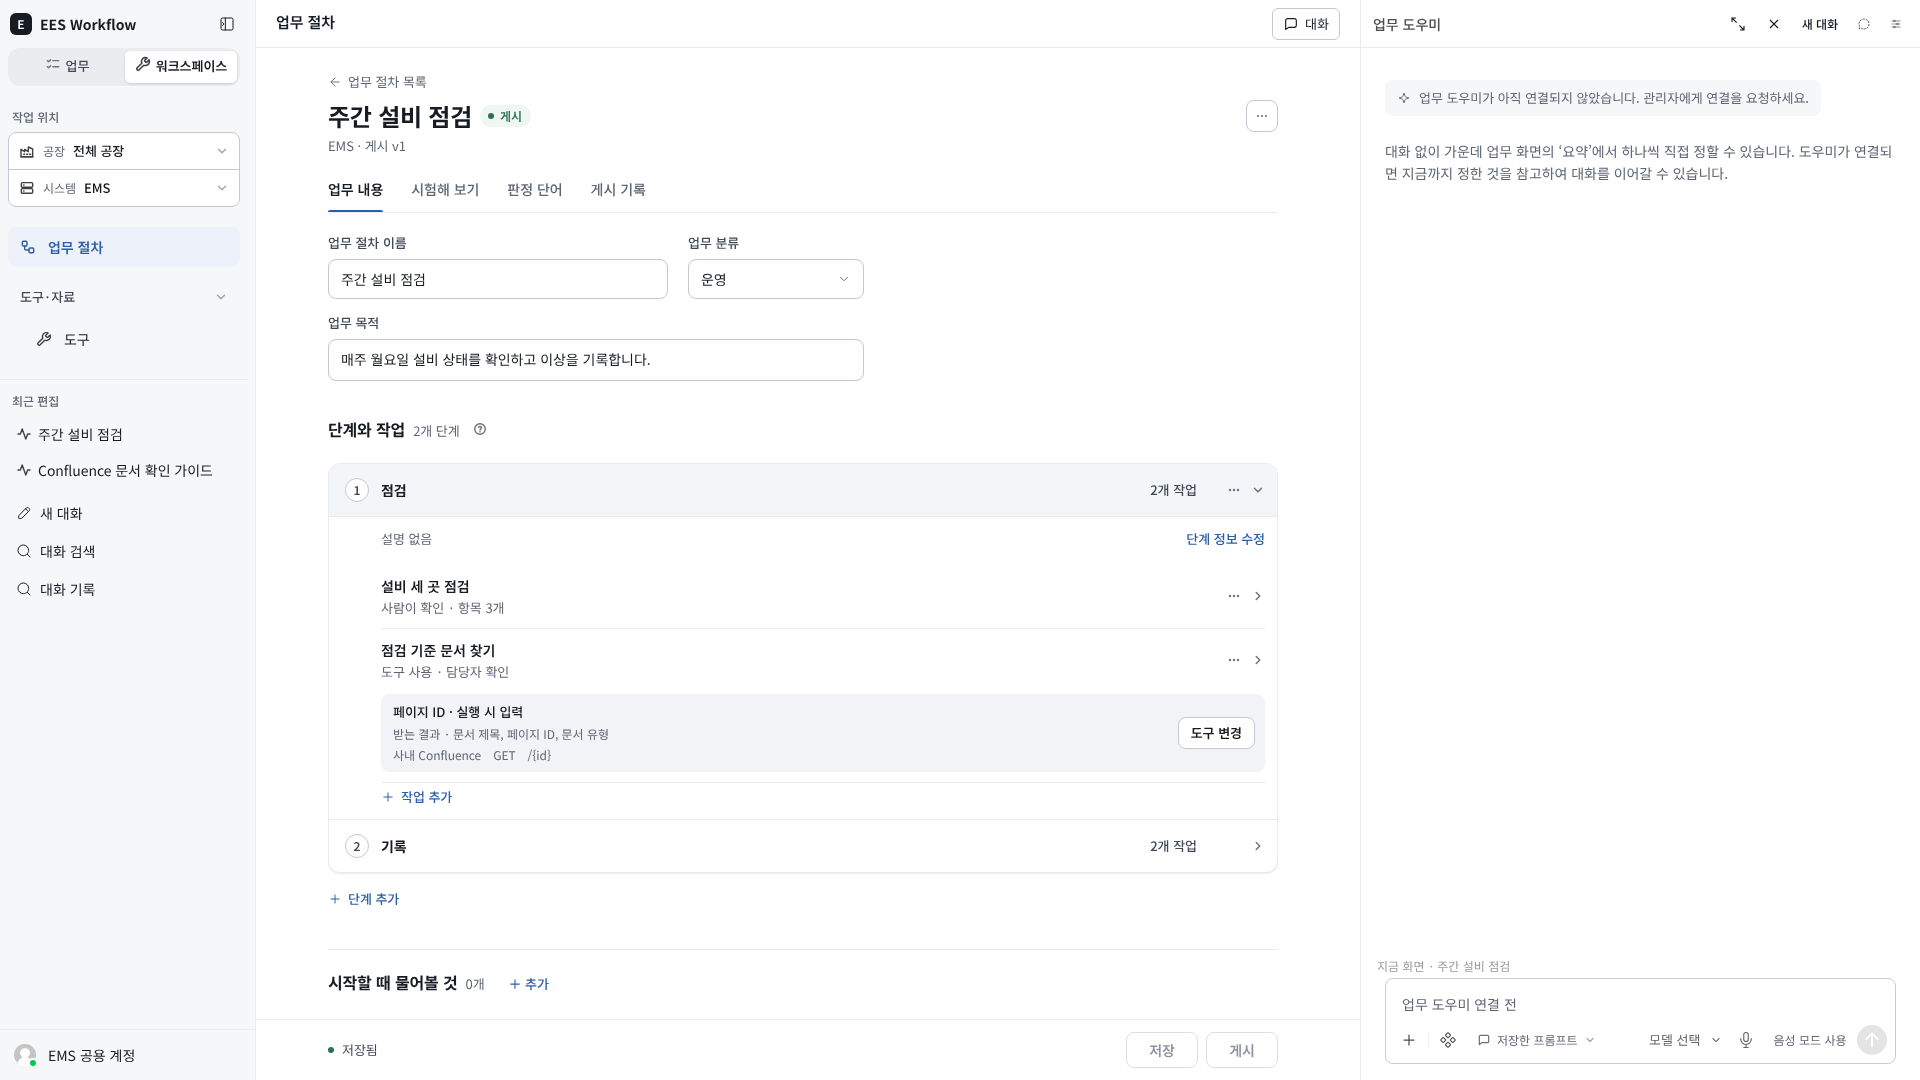 E EES Workflow
업무
워크스페이스
작업 위치
공장 전체 공장
시스템 EMS
업무 절차
도구·자료
도구
최근 편집
주간 설비 점검
Confluence 문서 확인 가이드
새 대화
대화 검색
대화 기록
EMS 공용 계정
업무 절차
대화
업무 절차 목록
주간 설비 점검
게시
EMS · 게시 v1
업무 내용
시험해 보기
판정 단어
게시 기록
업무 절차 이름
업무 분류
주간 설비 점검
운영
업무 목적
매주 월요일 설비 상태를 확인하고 이상을 기록합니다.
단계와 작업 2개 단계
1 점검
2개 작업
설명 없음
단계 정보 수정
설비 세 곳 점검
사람이 확인 · 항목 3개
점검 기준 문서 찾기
도구 사용 · 담당자 확인
페이지 ID · 실행 시 입력
받는 결과 · 문서 제목, 페이지 ID, 문서 유형
사내 Confluence GET /{id}
도구 변경
작업 추가
2 기록
2개 작업
단계 추가
시작할 때 물어볼 것 0개
추가
저장됨
저장
게시
업무 도우미
새 대화
업무 도우미가 아직 연결되지 않았습니다. 관리자에게 연결을 요청하세요.
대화 없이 가운데 업무 화면의 ‘요약’에서 하나씩 직접 정할 수 있습니다. 도우미가 연결되
면 지금까지 정한 것을 참고하여 대화를 이어갈 수 있습니다.
지금 화면 · 주간 설비 점검
업무 도우미 연결 전
저장한 프롬프트
모델 선택
음성 모드 사용